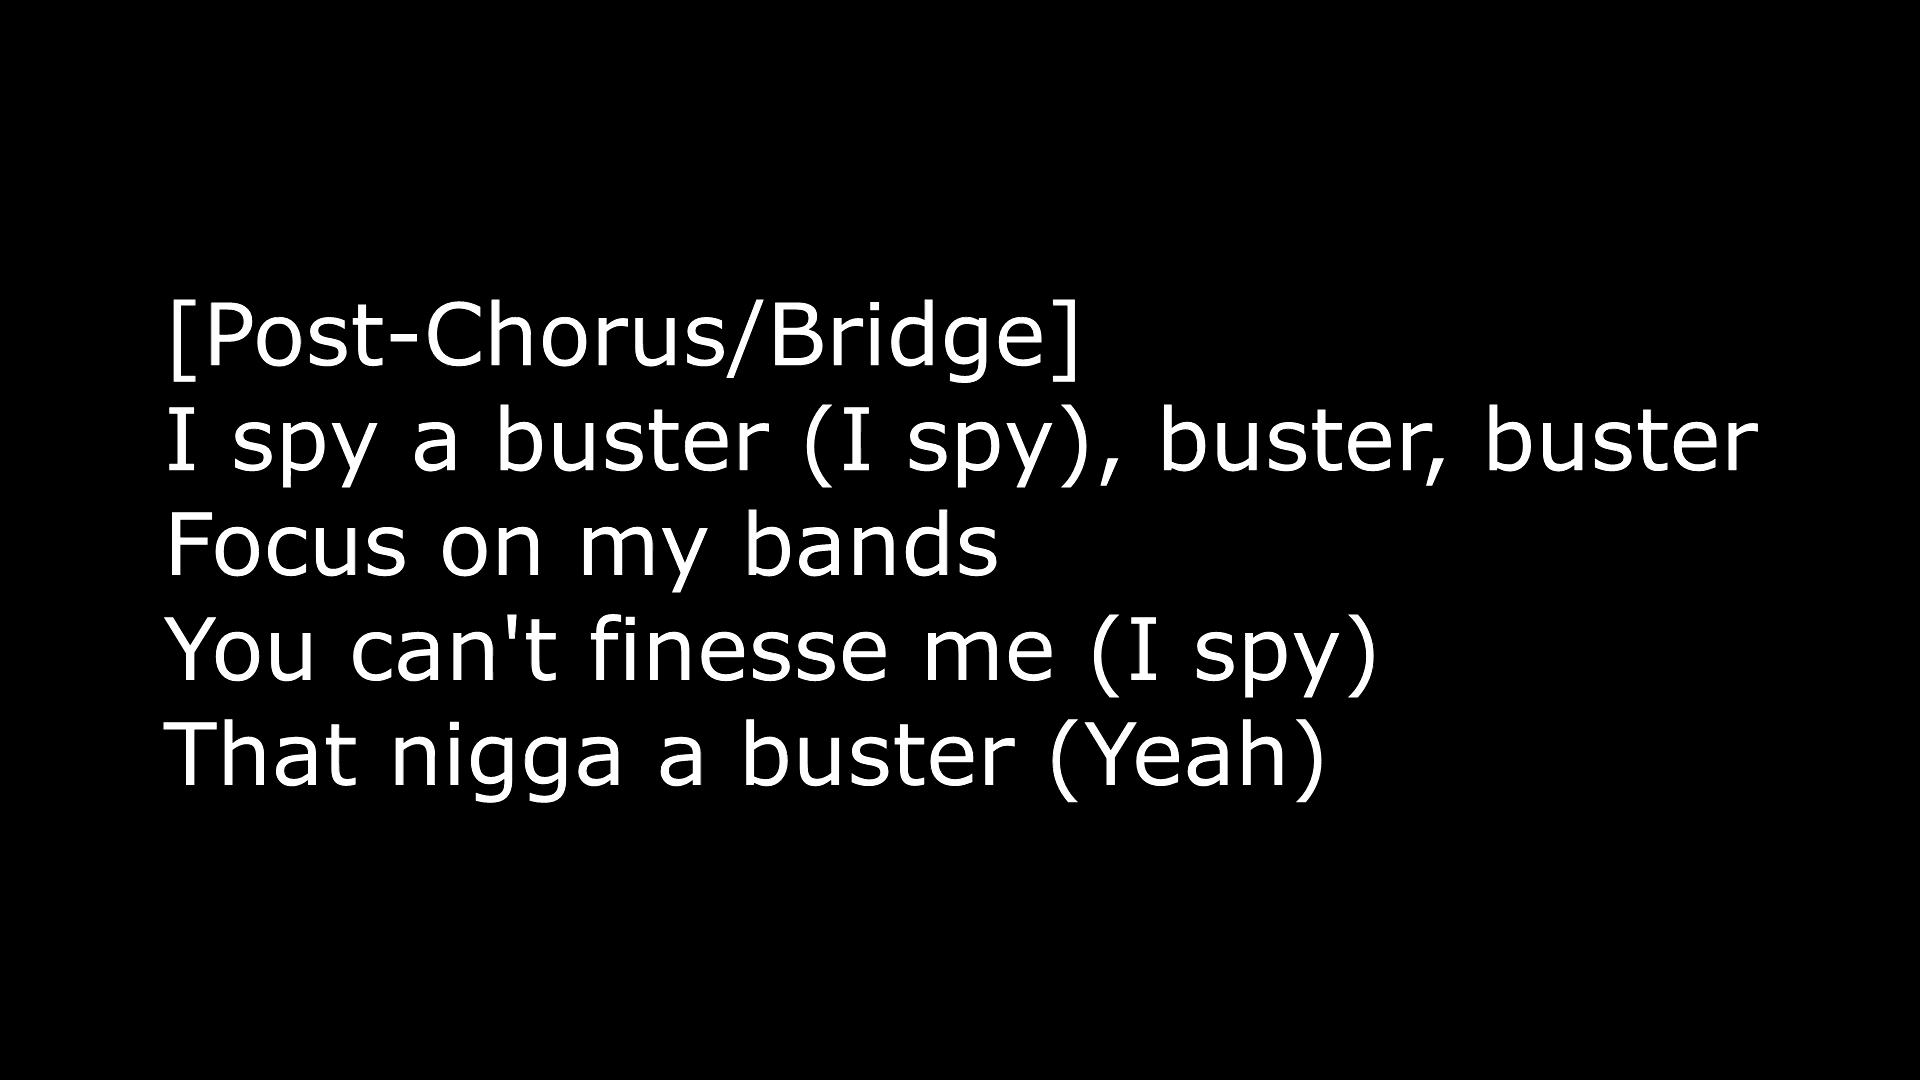 [Post-Chorus/Bridge]
I spy a buster (I spy), buster, buster
Focus on my bands
You can't finesse me (I spy)
That nigga a buster (Yeah)